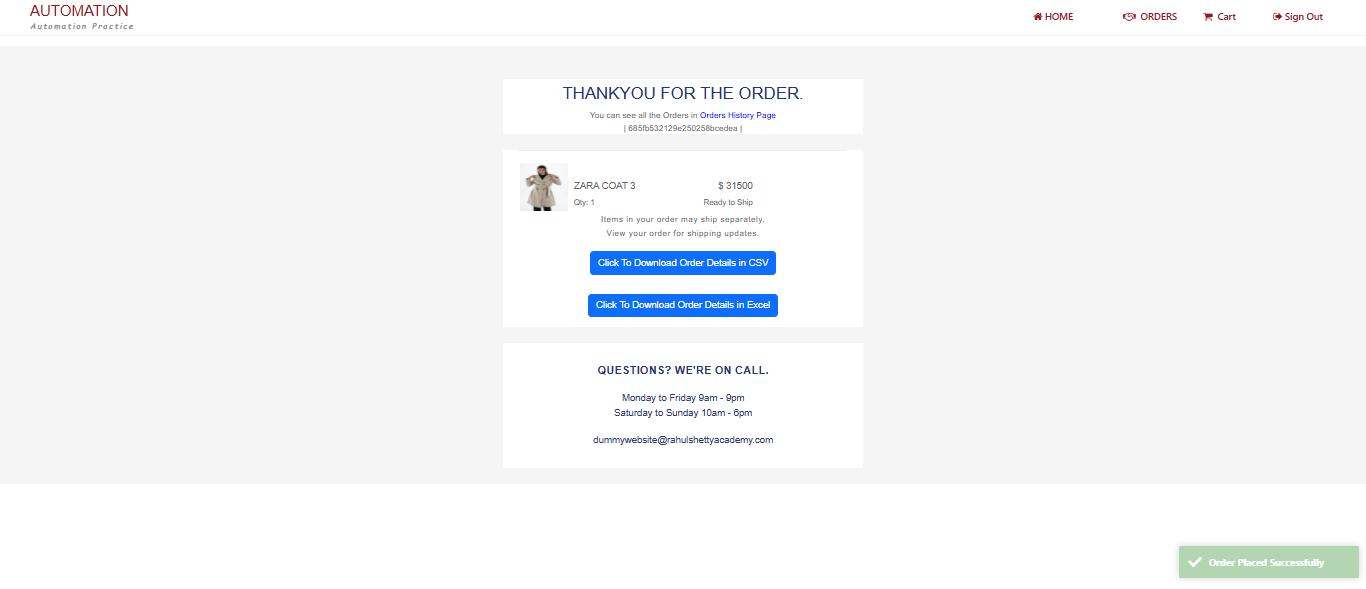 AUTOMATION
Automation Practice
HOME
ORDERS
Cart
Sign Out
THANKYOU FOR THE ORDER.
You can see all the Orders in Orders History Page
| 685fb532129e250258bcedea |
ZARA COAT 3
$ 31500
Qty: 1
Ready to Ship
Items in your order may ship separately.
View your order for shipping updates.
Click To Download Order Details in CSV
Click To Download Order Details in Excel
QUESTIONS? WE'RE ON CALL.
Monday to Friday 9am - 9pm
Saturday to Sunday 10am - 6pm
dummywebsite@rahulshettyacademy.com
Order Placed Successfully